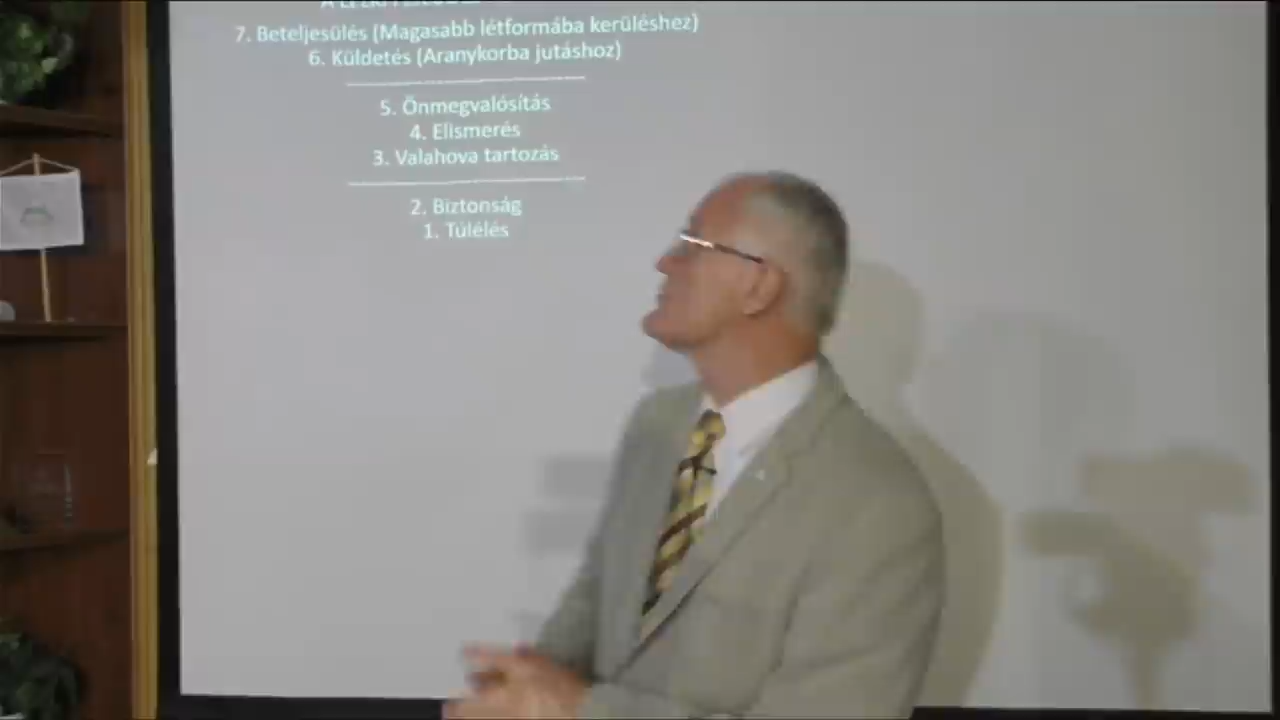 7. Beteljesülés (Magasabb létformába kerüléshez)
6. Küldetés (Aranykorba jutáshoz)
5. Önmegvalósítás
4. Elismerés
3. Valahova tartozás
2. Biztonság
1. Túlélés